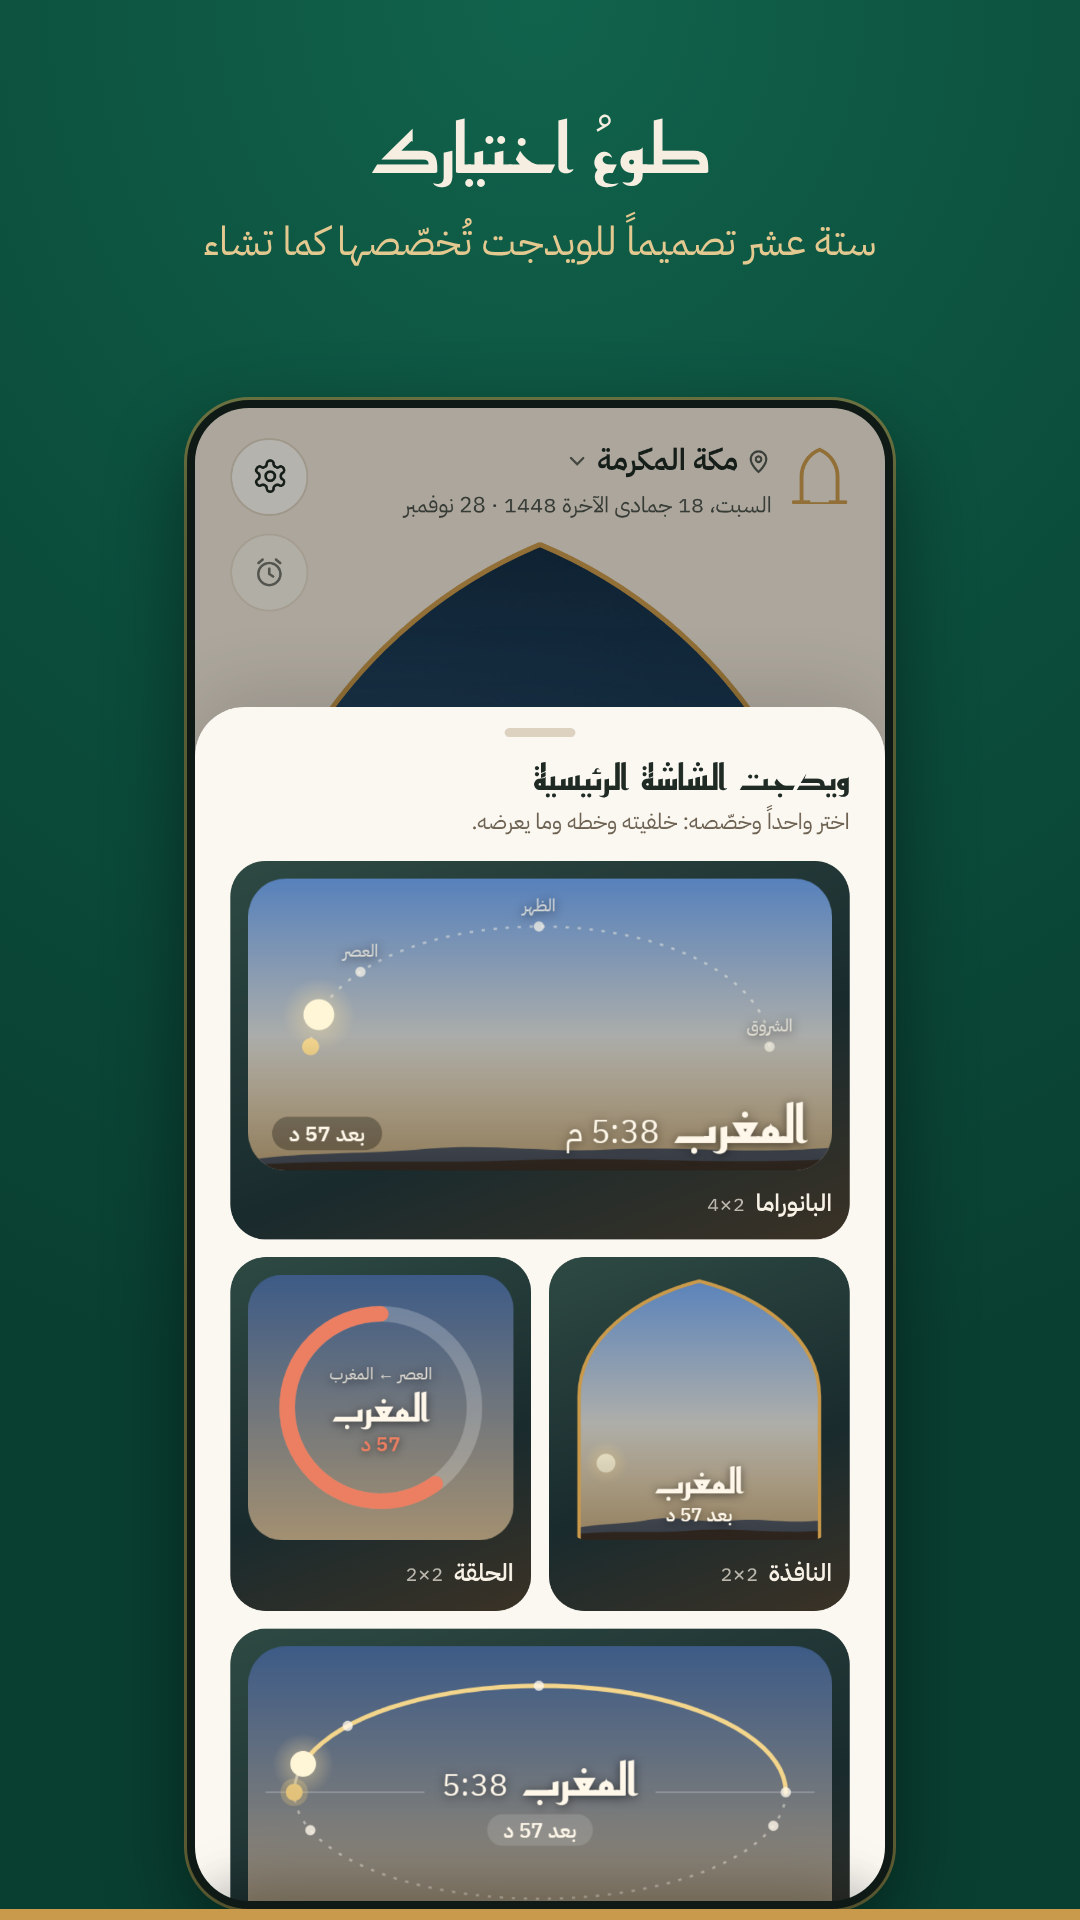 طوعُ اختيارك
ستة عشر تصميماً للويدجت تُخصّصها كما تشاء
مكة المكرمة
السبت، 18 جمادى الآخرة 1448 · 28 نوفمبر
ويدجت الشاشة الرئيسية
اختر واحداً وخصّصه: خلفيته وخطه وما يعرضه.
الظهر
العصر
الشروق
المغرب 5:38 م
بعد 57 د
البانوراما 4×2
المغرب
بعد 57 د
النافذة 2×2
العصر ← المغرب
المغرب
57 د
الحلقة 2×2
المغرب 5:38
بعد 57 د